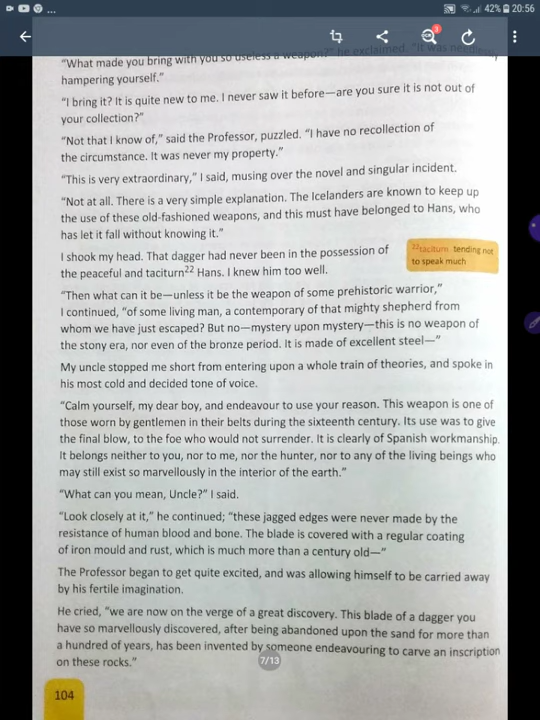 42% 20:56
"What made you bring with you so useless a weapon?" he exclaimed. "It was
hampering yourself."
"I bring it? It is quite new to me. I never saw it before—are you sure it is not out of
your collection?"
"Not that I know of," said the Professor, puzzled. "I have no recollection of
the circumstance. It was never my property."
"This is very extraordinary," I said, musing over the novel and singular incident.
"Not at all. There is a very simple explanation. The Icelanders are known to keep up
the use of these old-fashioned weapons, and this must have belonged to Hans, who
has let it fall without knowing it."
I shook my head. That dagger had never been in the possession of
the peaceful and taciturn22 Hans. I knew him too well.
22taciturn tending not
to speak much
"Then what can it be—unless it be the weapon of some prehistoric warrior,"
I continued, "of some living man, a contemporary of that mighty shepherd from
whom we have just escaped? But no—mystery upon mystery—this is no weapon of
the stony era, nor even of the bronze period. It is made of excellent steel—"
My uncle stopped me short from entering upon a whole train of theories, and spoke in
his most cold and decided tone of voice.
"Calm yourself, my dear boy, and endeavour to use your reason. This weapon is one of
those worn by gentlemen in their belts during the sixteenth century. Its use was to give
the final blow, to the foe who would not surrender. It is clearly of Spanish workmanship.
It belongs neither to you, nor to me, nor the hunter, nor to any of the living beings who
may still exist so marvellously in the interior of the earth."
"What can you mean, Uncle?" I said.
"Look closely at it," he continued; "these jagged edges were never made by the
resistance of human blood and bone. The blade is covered with a regular coating
of iron mould and rust, which is much more than a century old—"
The Professor began to get quite excited, and was allowing himself to be carried away
by his fertile imagination.
He cried, "we are now on the verge of a great discovery. This blade of a dagger you
have so marvellously discovered, after being abandoned upon the sand for more than
a hundred of years, has been invented by someone endeavouring to carve an inscription
on these rocks."
7/13
104